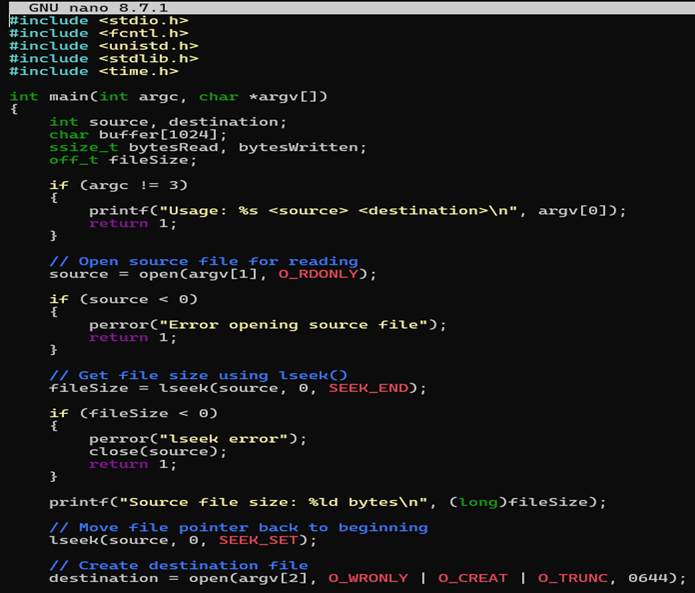 GNU nano 8.7.1
#include <stdio.h>
#include <fcntl.h>
#include <unistd.h>
#include <stdlib.h>
#include <time.h>

int main(int argc, char *argv[])
{
    int source, destination;
    char buffer[1024];
    ssize_t bytesRead, bytesWritten;
    off_t fileSize;

    if (argc != 3)
    {
        printf("Usage: %s <source> <destination>\n", argv[0]);
        return 1;
    }

    // Open source file for reading
    source = open(argv[1], O_RDONLY);

    if (source < 0)
    {
        perror("Error opening source file");
        return 1;
    }

    // Get file size using lseek()
    fileSize = lseek(source, 0, SEEK_END);

    if (fileSize < 0)
    {
        perror("lseek error");
        close(source);
        return 1;
    }

    printf("Source file size: %ld bytes\n", (long)fileSize);

    // Move file pointer back to beginning
    lseek(source, 0, SEEK_SET);

    // Create destination file
    destination = open(argv[2], O_WRONLY | O_CREAT | O_TRUNC, 0644);